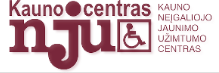 Kauno centras
nju
KAUNO
NEĮGALIOJO
JAUNIMO
UŽIMTUMO
CENTRAS